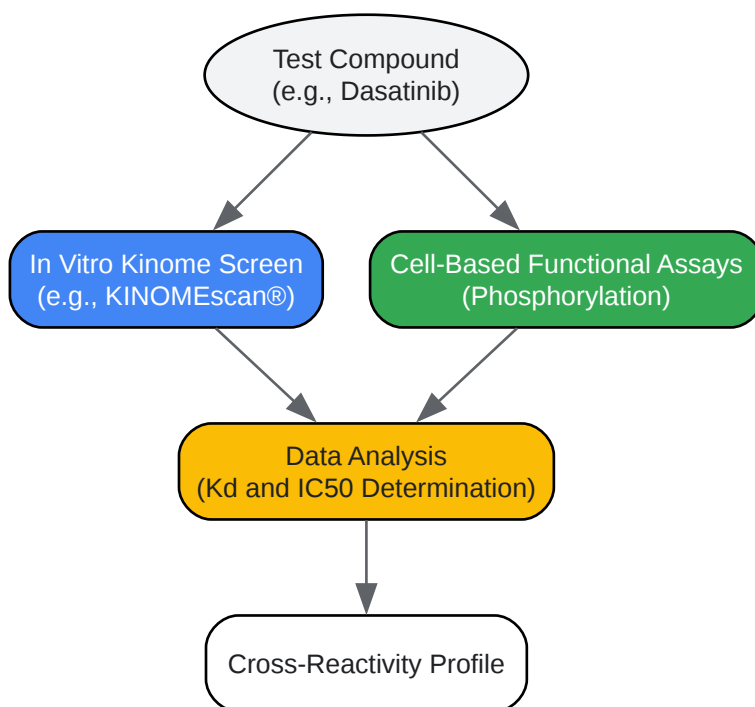 Test Compound
(e.g., Dasatinib)
In Vitro Kinome Screen
(e.g., KINOMEscan®)
Cell-Based Functional Assays
(Phosphorylation)
Data Analysis
(Kd and IC50 Determination)
Cross-Reactivity Profile